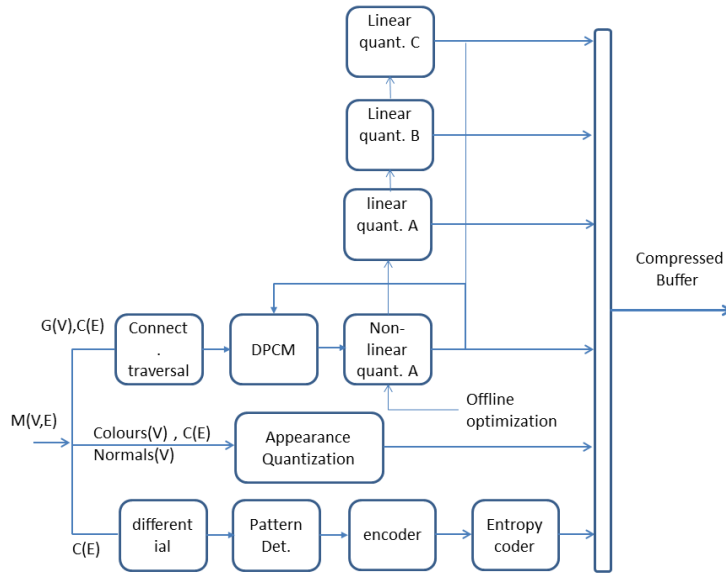 Linear
quant. C
Linear
quant. B
linear
quant. A
Compressed
Buffer
G(V),C(E)
Connect
.
traversal
DPCM
Non-
linear
quant. A
Offline
optimization
M(V,E)
Colours(V) , C(E)
Normals(V)
Appearance
Quantization
C(E)
different
ial
Pattern
Det.
encoder
Entropy
coder